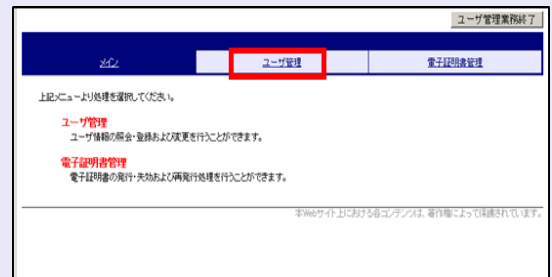 ユーザ管理業務終了
メイン ユーザ管理 電子証明書管理
上記メニューより処理を選択してください。
ユーザ管理
ユーザ情報の照会・登録および変更を行うことができます。
電子証明書管理
電子証明書の発行・失効および再発行処理を行うことができます。
本Webサイト上における各コンテンツは、著作権によって保護されています。